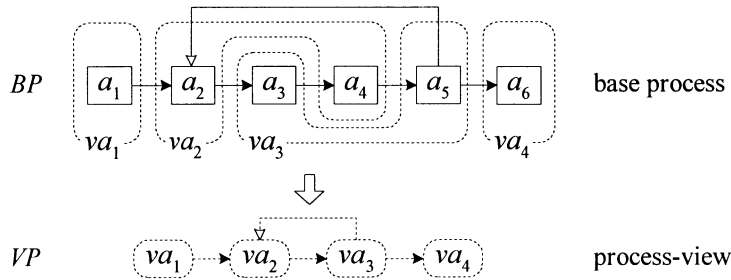 BP a₁ a₂ a₃ a₄ a₅ a₆ base process
va₁ va₂ va₃ va₄
VP va₁ va₂ va₃ va₄ process-view